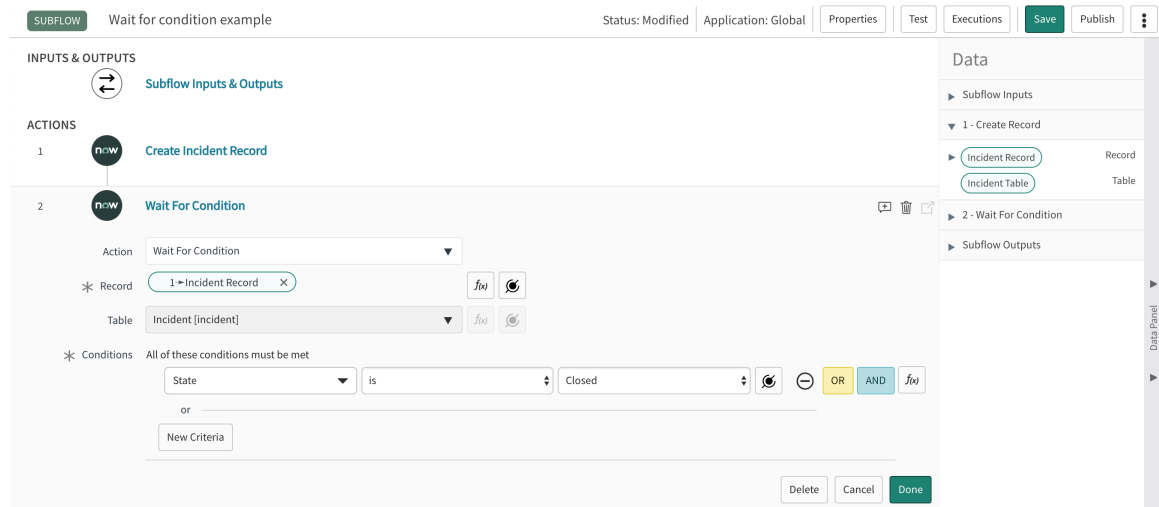 SUBFLOW Wait for condition example Status: Modified Application: Global Properties Test Executions Save Publish
INPUTS & OUTPUTS
Subflow Inputs & Outputs
ACTIONS
1 now Create Incident Record
2 now Wait For Condition
Action Wait For Condition
Record 1➛Incident Record × f(x)
Table Incident [incident] f(x)
Conditions All of these conditions must be met
State is Closed OR AND f(x)
or
New Criteria
Delete Cancel Done
Data
Subflow Inputs
1 - Create Record
Incident Record Record
Incident Table Table
2 - Wait For Condition
Subflow Outputs
Data Panel